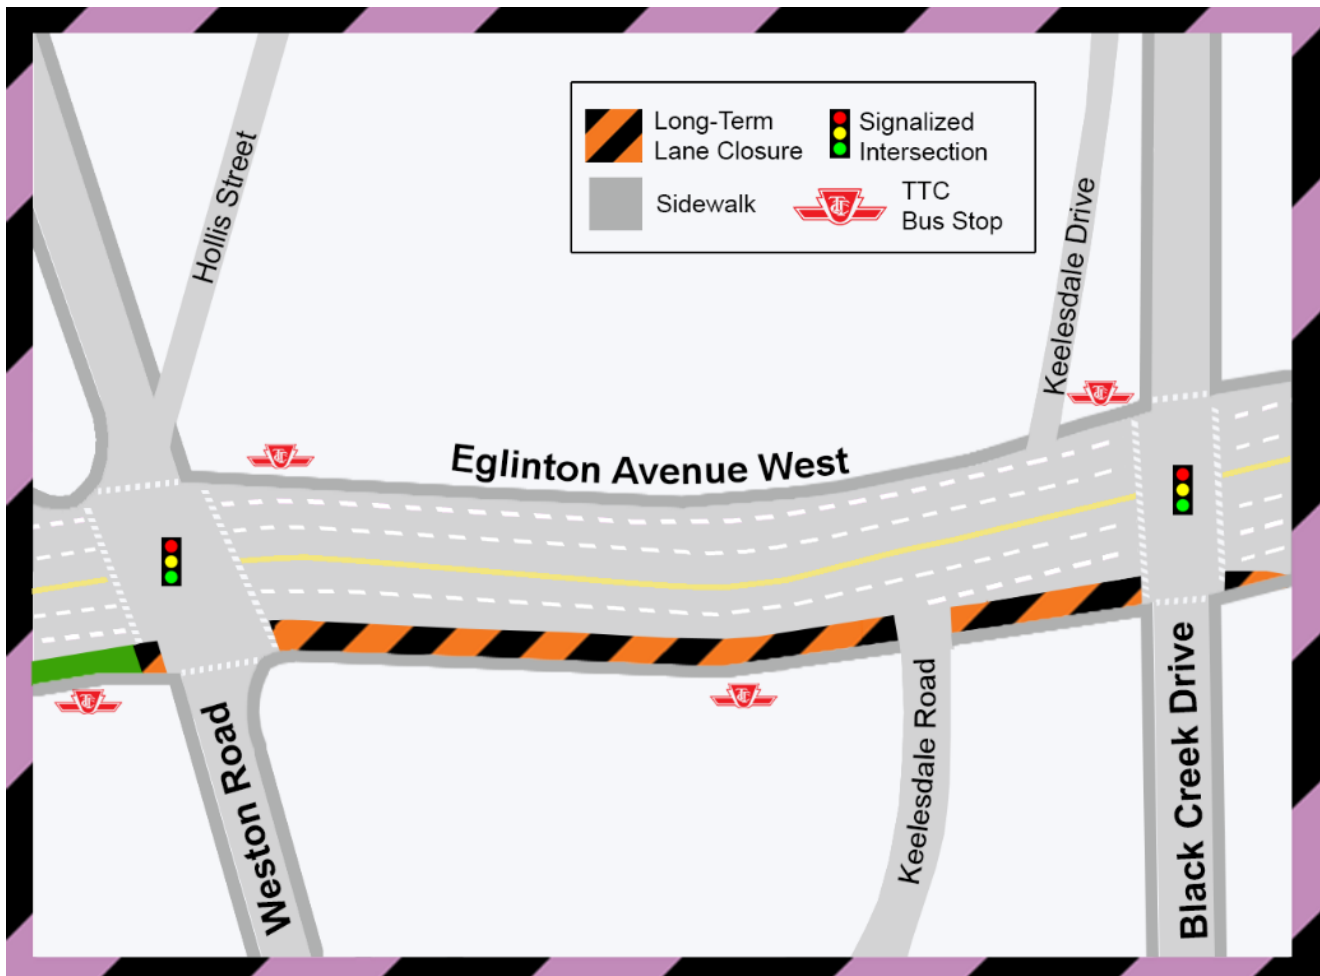 Long-Term
Lane Closure
Signalized
Intersection
Sidewalk
TTC
Bus Stop
Hollis Street
Keelesdale Drive
Eglinton Avenue West
Weston Road
Keelesdale Road
Black Creek Drive